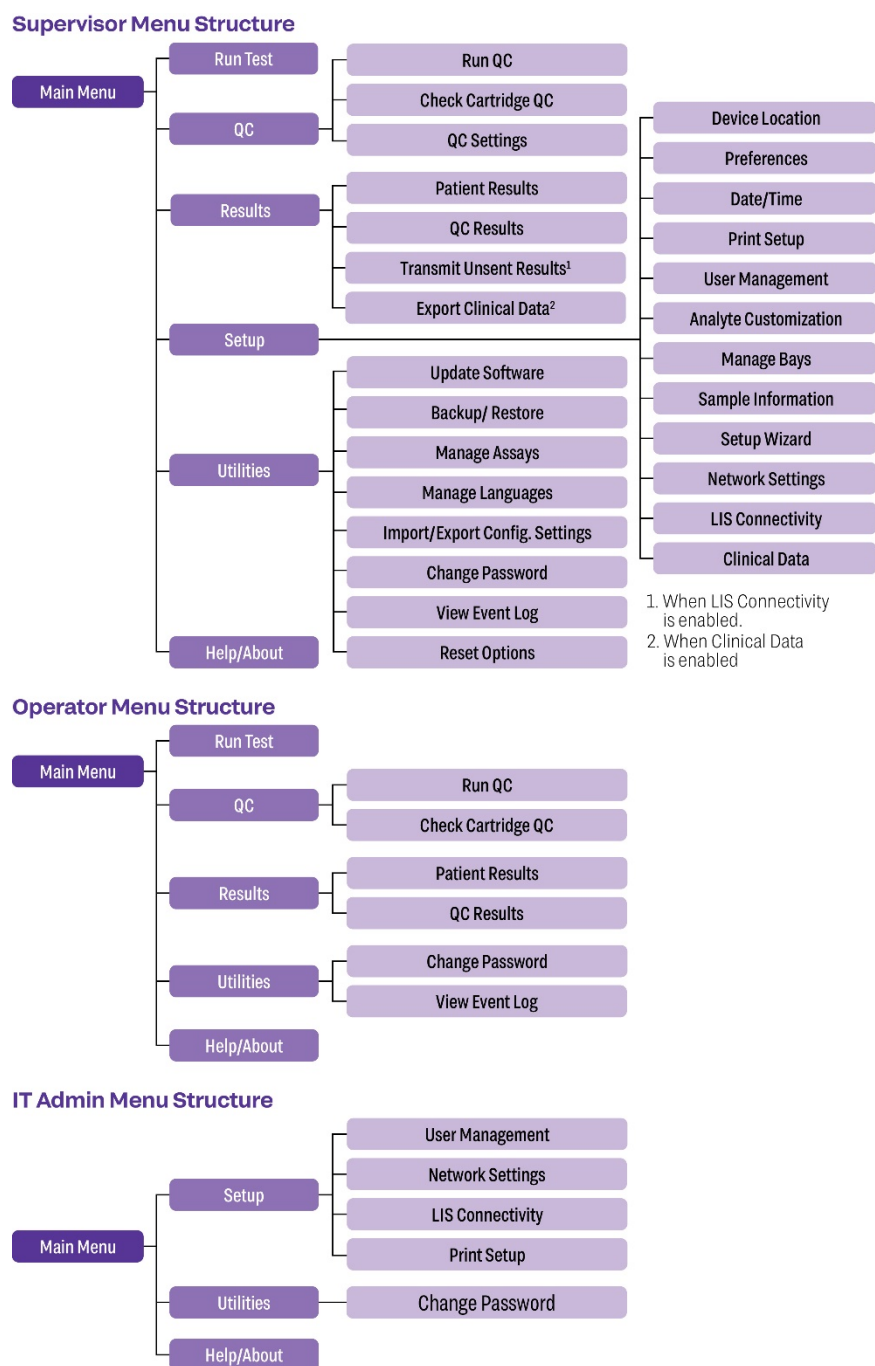 Supervisor Menu Structure
Main Menu
Run Test
QC
Run QC
Check Cartridge QC
QC Settings
Results
Patient Results
QC Results
Transmit Unsent Results¹
Export Clinical Data²
Setup
Device Location
Preferences
Date/Time
Print Setup
User Management
Analyte Customization
Manage Bays
Sample Information
Setup Wizard
Network Settings
LIS Connectivity
Clinical Data
Utilities
Update Software
Backup/ Restore
Manage Assays
Manage Languages
Import/Export Config. Settings
Change Password
View Event Log
Reset Options
Help/About
1. When LIS Connectivity
is enabled.
2. When Clinical Data
is enabled
Operator Menu Structure
Main Menu
Run Test
QC
Run QC
Check Cartridge QC
Results
Patient Results
QC Results
Utilities
Change Password
View Event Log
Help/About
IT Admin Menu Structure
Main Menu
Setup
User Management
Network Settings
LIS Connectivity
Print Setup
Utilities
Change Password
Help/About